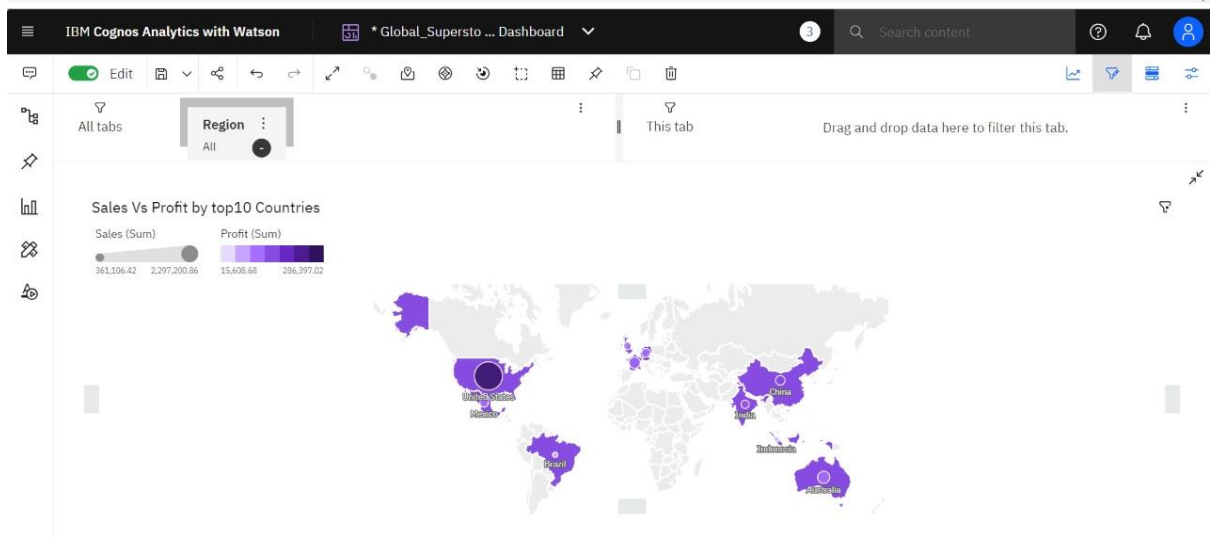 IBM Cognos Analytics with Watson
* Global_Supersto ... Dashboard
3
Search content
Edit
All tabs
Region
All
This tab
Drag and drop data here to filter this tab.
Sales Vs Profit by top10 Countries
Sales (Sum)
Profit (Sum)
361,106.42
2,297,200.86
15,608.68
286,397.02
United States
Mexico
Brazil
China
India
Indonesia
Australia